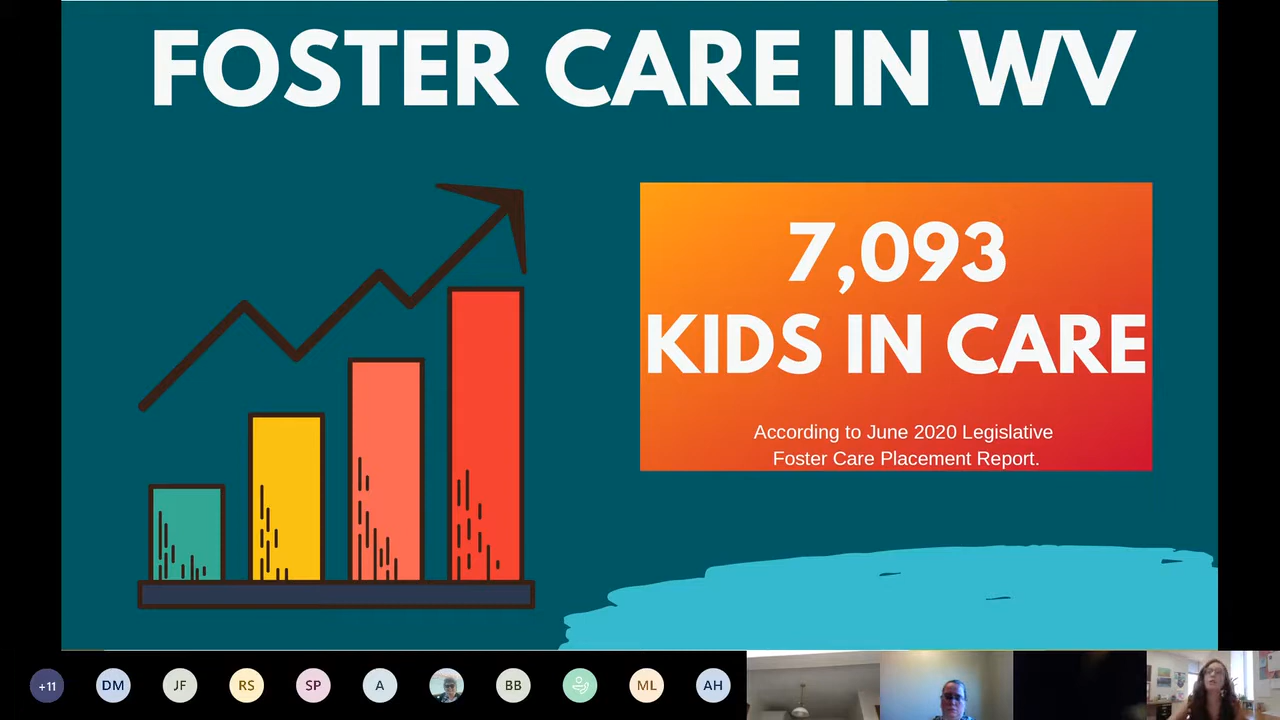 FOSTER CARE IN WV
7,093
KIDS IN CARE
According to June 2020 Legislative
Foster Care Placement Report.
+11
DM
JF
RS
SP
A
BB
ML
AH